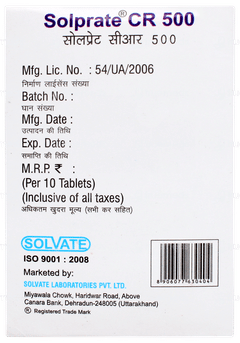 Solprate® CR 500
सोलप्रेट सीआर 500
Mfg. Lic. No. : 54/UA/2006
निर्माण लाईसेंस संख्या
Batch No. :
घान संख्या
Mfg. Date :
उत्पादन की तिथि
Exp. Date :
समाप्ति की तिथि
M.R.P. ₹ :
(Per 10 Tablets)
(Inclusive of all taxes)
अधिकतम खुदरा मूल्य (सभी कर सहित)
SOLVATE
ISO 9001 : 2008
Marketed by:
SOLVATE LABORATORIES PVT. LTD.
Miyawala Chowk, Haridwar Road, Above
Canara Bank, Dehradun-248005 (Uttarakhand)
® Registered Trade Mark
8906077630404